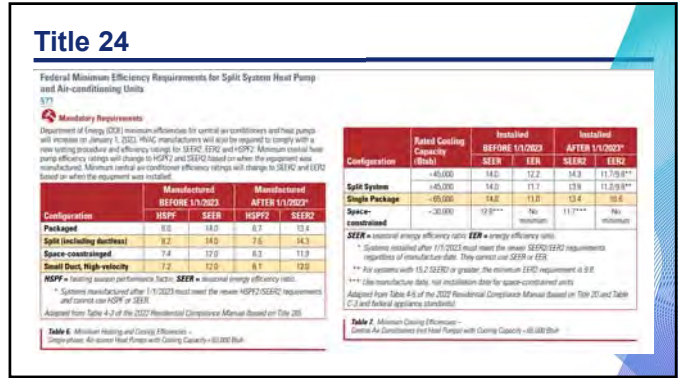 Title 24
Federal Minimum Efficiency Requirements for Split System Heat Pump
and Air-conditioning Units
Mandatory Requirements
Department of Energy (DOE) minimum efficiencies for central air conditioners and heat pumps
will increase on January 1, 2023. HVAC manufacturers will also be required to comply with a
new testing procedure and efficiency ratings for SEER2, EER2 and HSPF2. Minimum central heat
pump efficiency ratings will change to HSPF2 and SEER2 based on when the equipment was
manufactured. Minimum central air conditioner efficiency ratings will change to SEER2 and EER2
based on when the equipment was installed.
Manufactured BEFORE 1/1/2023 Manufactured AFTER 1/1/2023*
Configuration HSPF SEER HSPF2 SEER2
Packaged 8.0 14.0 6.7 13.4
Split (including ductless) 8.2 14.0 7.5 14.3
Space-constrainged 7.4 12.0 6.3 11.9
Small Duct, High-velocity 7.2 12.0 6.1 12.0
HSPF = heating season performance factor, SEER = seasonal energy efficiency ratio.
* Systems manufactured after 1/1/2023 must meet the newer HSPF2/SEER2 requirements
and cannot use HSPF or SEER.
Adapted from Table 4-3 of the 2022 Residential Compliance Manual (based on Title 20).
Table 6. Minimum Heating and Cooling Efficiencies –
Single-phase, Air-source Heat Pumps with Cooling Capacity <65,000 Btuh
Installed BEFORE 1/1/2023 Installed AFTER 1/1/2023*
Configuration Rated Cooling Capacity (Btuh) SEER EER SEER2 EER2
Split System <45,000 14.0 12.2 14.3 11.7/9.8**
14.0 11.7 13.8 11.2/9.8**
Single Package <65,000 14.0 11.0 13.4 10.6
Space-constrained No minimum 11.7*** No minimum
SEER = seasonal energy efficiency ratio EER = energy efficiency ratio.
* Systems installed after 1/1/2023 must meet the newer SEER2/EER2 requirements
regardless of manufacture date. They cannot use SEER or EER.
** For systems with 15.2 SEER2 or greater, the minimum EER2 requirement is 9.8.
*** Use manufacture date, not installation date for space-constrained units
Adapted from Table 4-6 of the 2022 Residential Compliance Manual (based on Title 20 and Table
C-3 and federal appliance standards).
Table 7. Minimum Cooling Efficiencies –
Central Air Conditioners (not Heat Pumps) with Cooling Capacity <65,000 Btuh